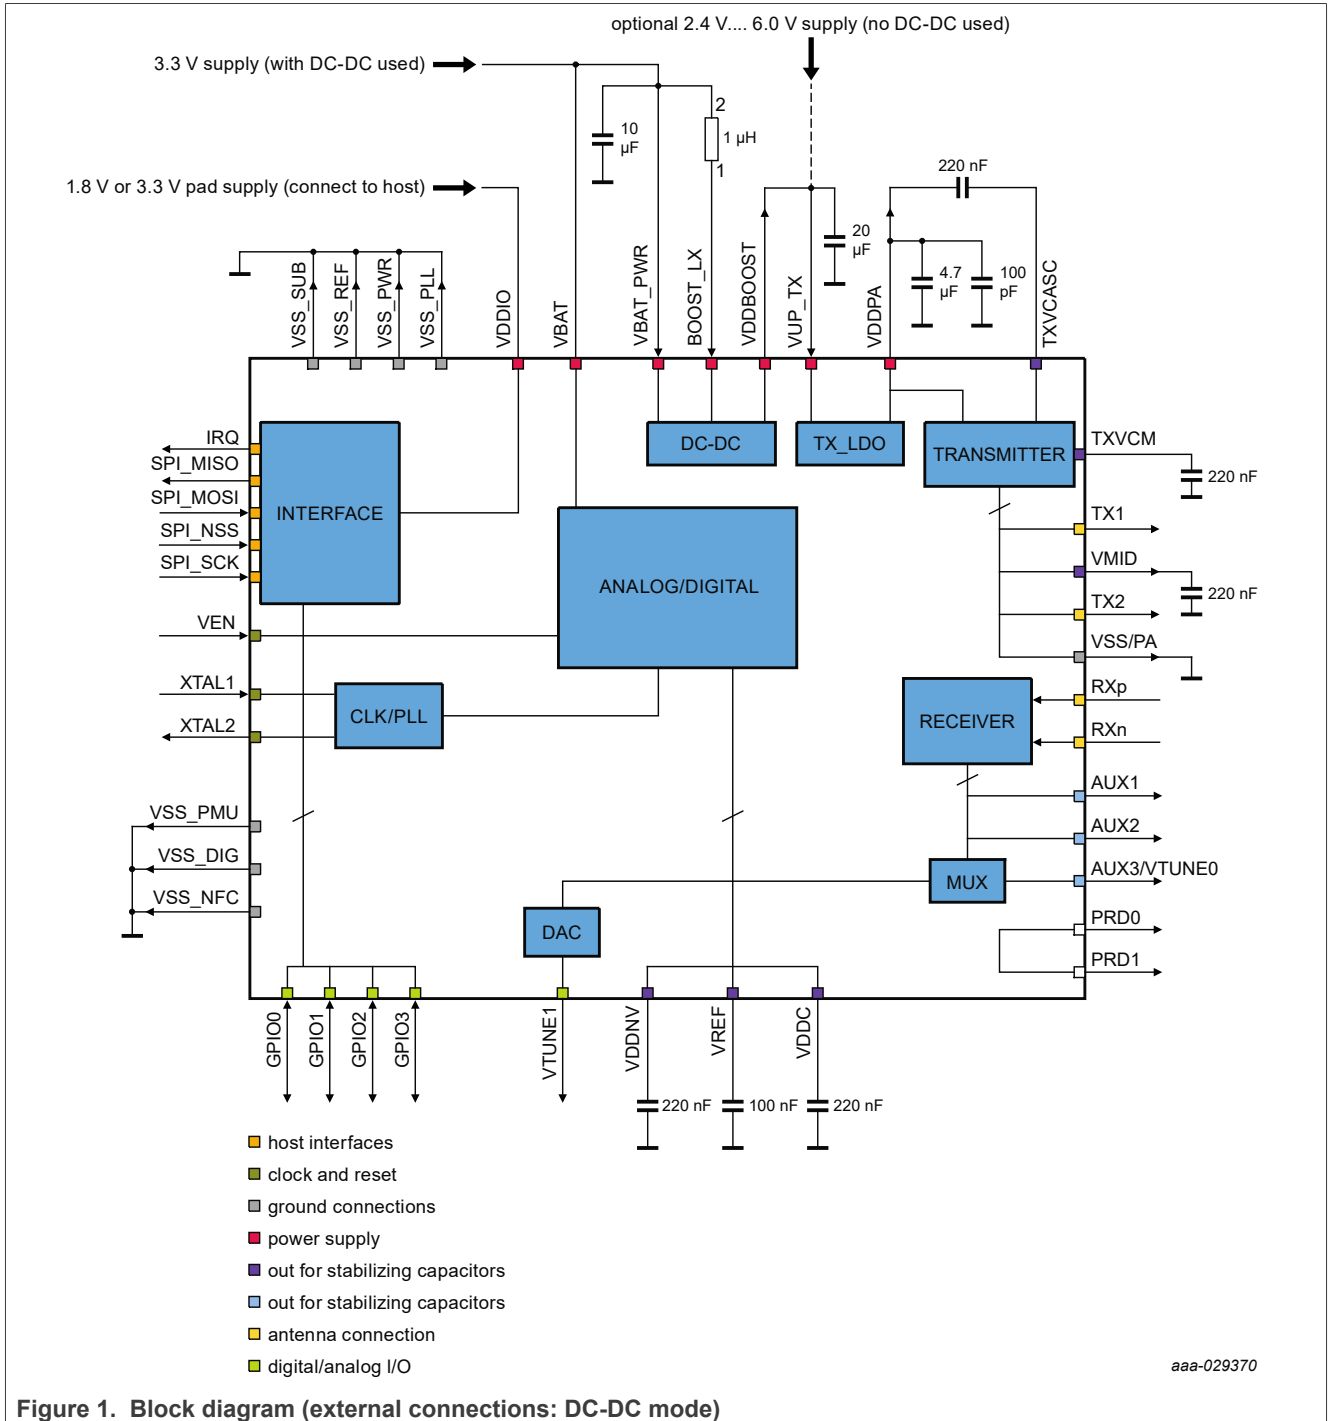 optional 2.4 V.... 6.0 V supply (no DC-DC used)
3.3 V supply (with DC-DC used)
2
10
µF
1 µH
1
220 nF
1.8 V or 3.3 V pad supply (connect to host)
20
µF
4.7
µF
100
pF
VSS_SUB
VSS_REF
VSS_PWR
VSS_PLL
VDDIO
VBAT
VBAT_PWR
BOOST_LX
VDDBOOST
VUP_TX
VDDPA
TXVCASC
IRQ
SPI_MISO
SPI_MOSI
SPI_NSS
SPI_SCK
VEN
XTAL1
XTAL2
VSS_PMU
VSS_DIG
VSS_NFC
INTERFACE
DC-DC
TX_LDO
TRANSMITTER
ANALOG/DIGITAL
CLK/PLL
RECEIVER
MUX
DAC
TXVCM
220 nF
TX1
VMID
220 nF
TX2
VSS/PA
RXp
RXn
AUX1
AUX2
AUX3/VTUNE0
PRD0
PRD1
GPIO0
GPIO1
GPIO2
GPIO3
VTUNE1
VDDNV
VREF
VDDC
220 nF
100 nF
220 nF
host interfaces
clock and reset
ground connections
power supply
out for stabilizing capacitors
out for stabilizing capacitors
antenna connection
digital/analog I/O
aaa-029370
Figure 1. Block diagram (external connections: DC-DC mode)